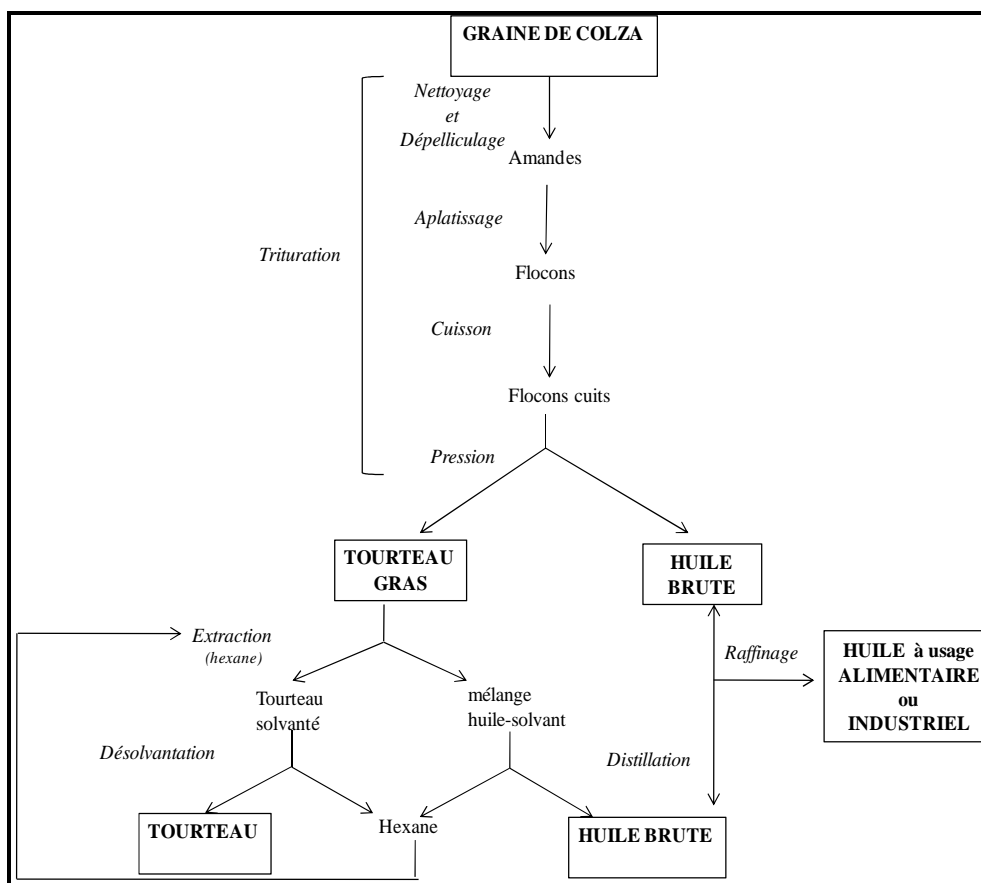 GRAINE DE COLZA
Nettoyage
et
Dépelliculage
Amandes
Aplatissage
Trituration
Flocons
Cuisson
Flocons cuits
Pression
TOURTEAU
GRAS
HUILE
BRUTE
Extraction
(hexane)
Raffinage
HUILE à usage
ALIMENTAIRE
ou
INDUSTRIEL
Tourteau
solvanté
mélange
huile-solvant
Désolvantation
Distillation
TOURTEAU
Hexane
HUILE BRUTE